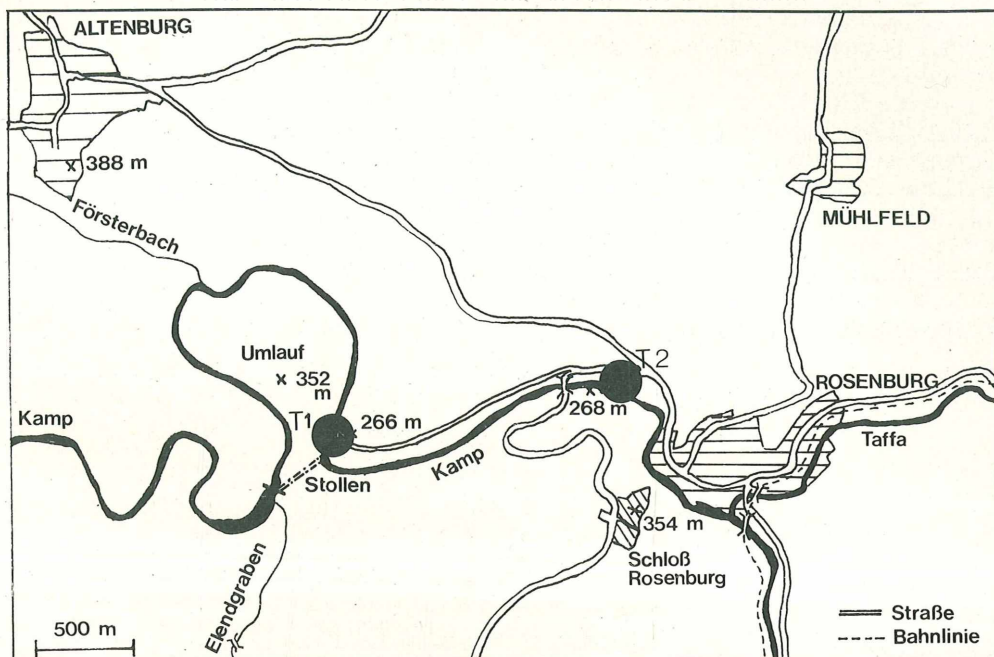 ALTENBURG
388 m
Försterbach
MÜHLFELD
Umlauf
352
m
T2
ROSENBURG
268 m
Kamp
T1
266 m
Taffa
Kamp
Stollen
354 m
Schloß
Rosenburg
Elendgraben
500 m
Straße
Bahnlinie